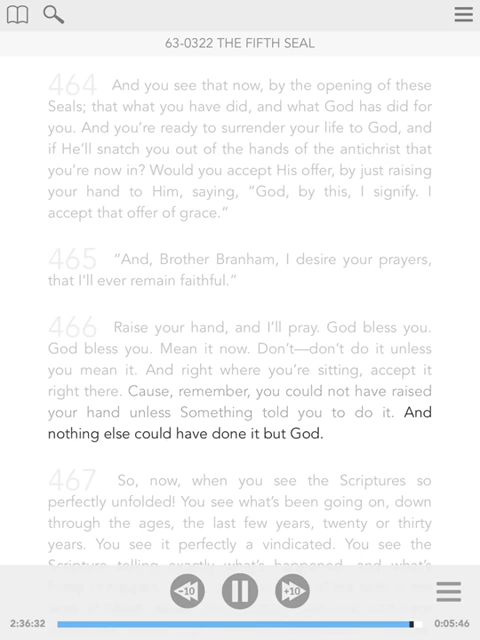 63-0322 THE FIFTH SEAL
464 And you see that now, by the opening of these
Seals; that what you have did, and what God has did for
you. And you’re ready to surrender your life to God, and
if He’ll snatch you out of the hands of the antichrist that
you’re now in? Would you accept His offer, by just raising
your hand to Him, saying, “God, by this, I signify. I
accept that offer of grace.”
465 “And, Brother Branham, I desire your prayers,
that I’ll ever remain faithful.”
466 Raise your hand, and I’ll pray. God bless you.
God bless you. Mean it now. Don’t—don’t do it unless
you mean it. And right where you’re sitting, accept it
right there. Cause, remember, you could not have raised
your hand unless Something told you to do it. And
nothing else could have done it but God.
467 So, now, when you see the Scriptures so
perfectly unfolded! You see what’s been going on, down
through the ages, the last few years, twenty or thirty
years. You see it perfectly a vindicated. You see the
Scripture telling exactly what’s happened, and what’s
-10
+10
2:36:32
0:05:46